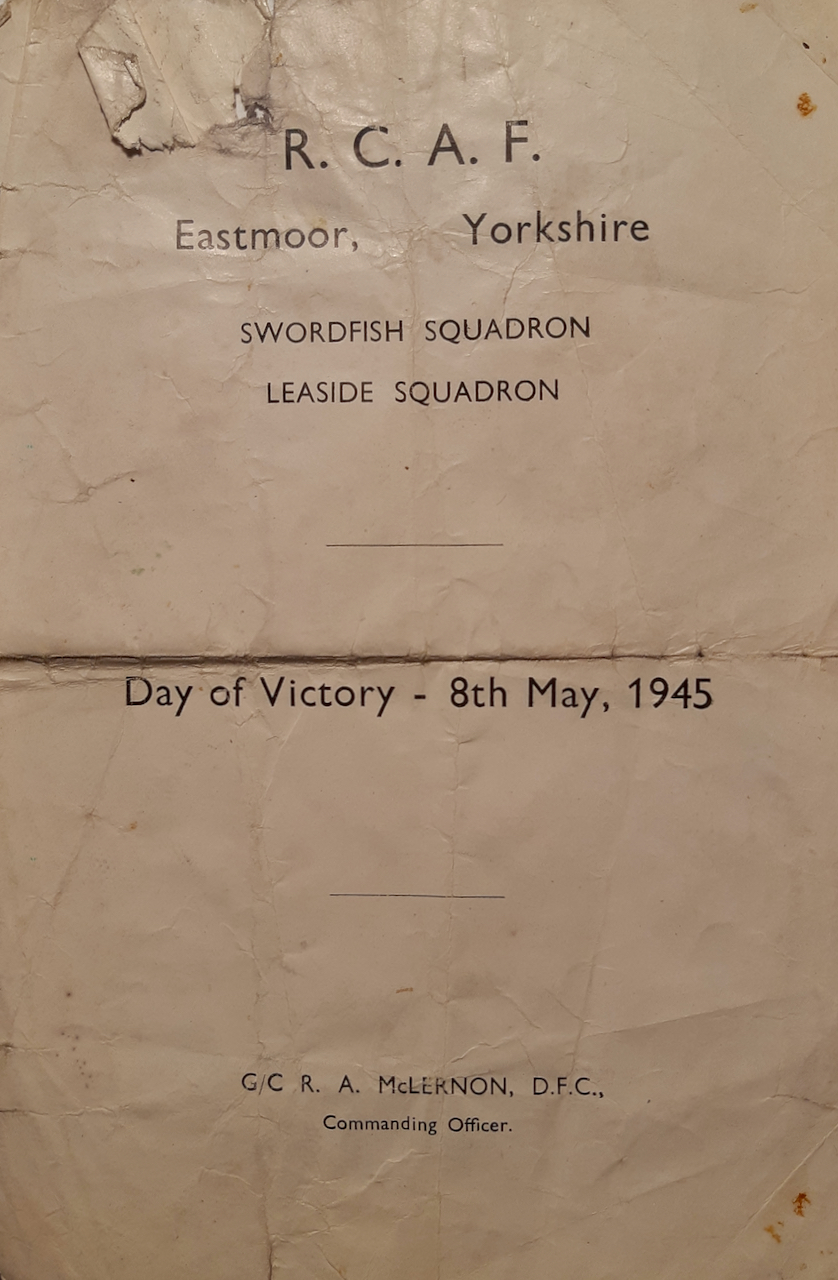 R. C. A. F.
Eastmoor, Yorkshire
SWORDFISH SQUADRON
LEASIDE SQUADRON
Day of Victory - 8th May, 1945
G/C R. A. McLERNON, D.F.C.,
Commanding Officer.